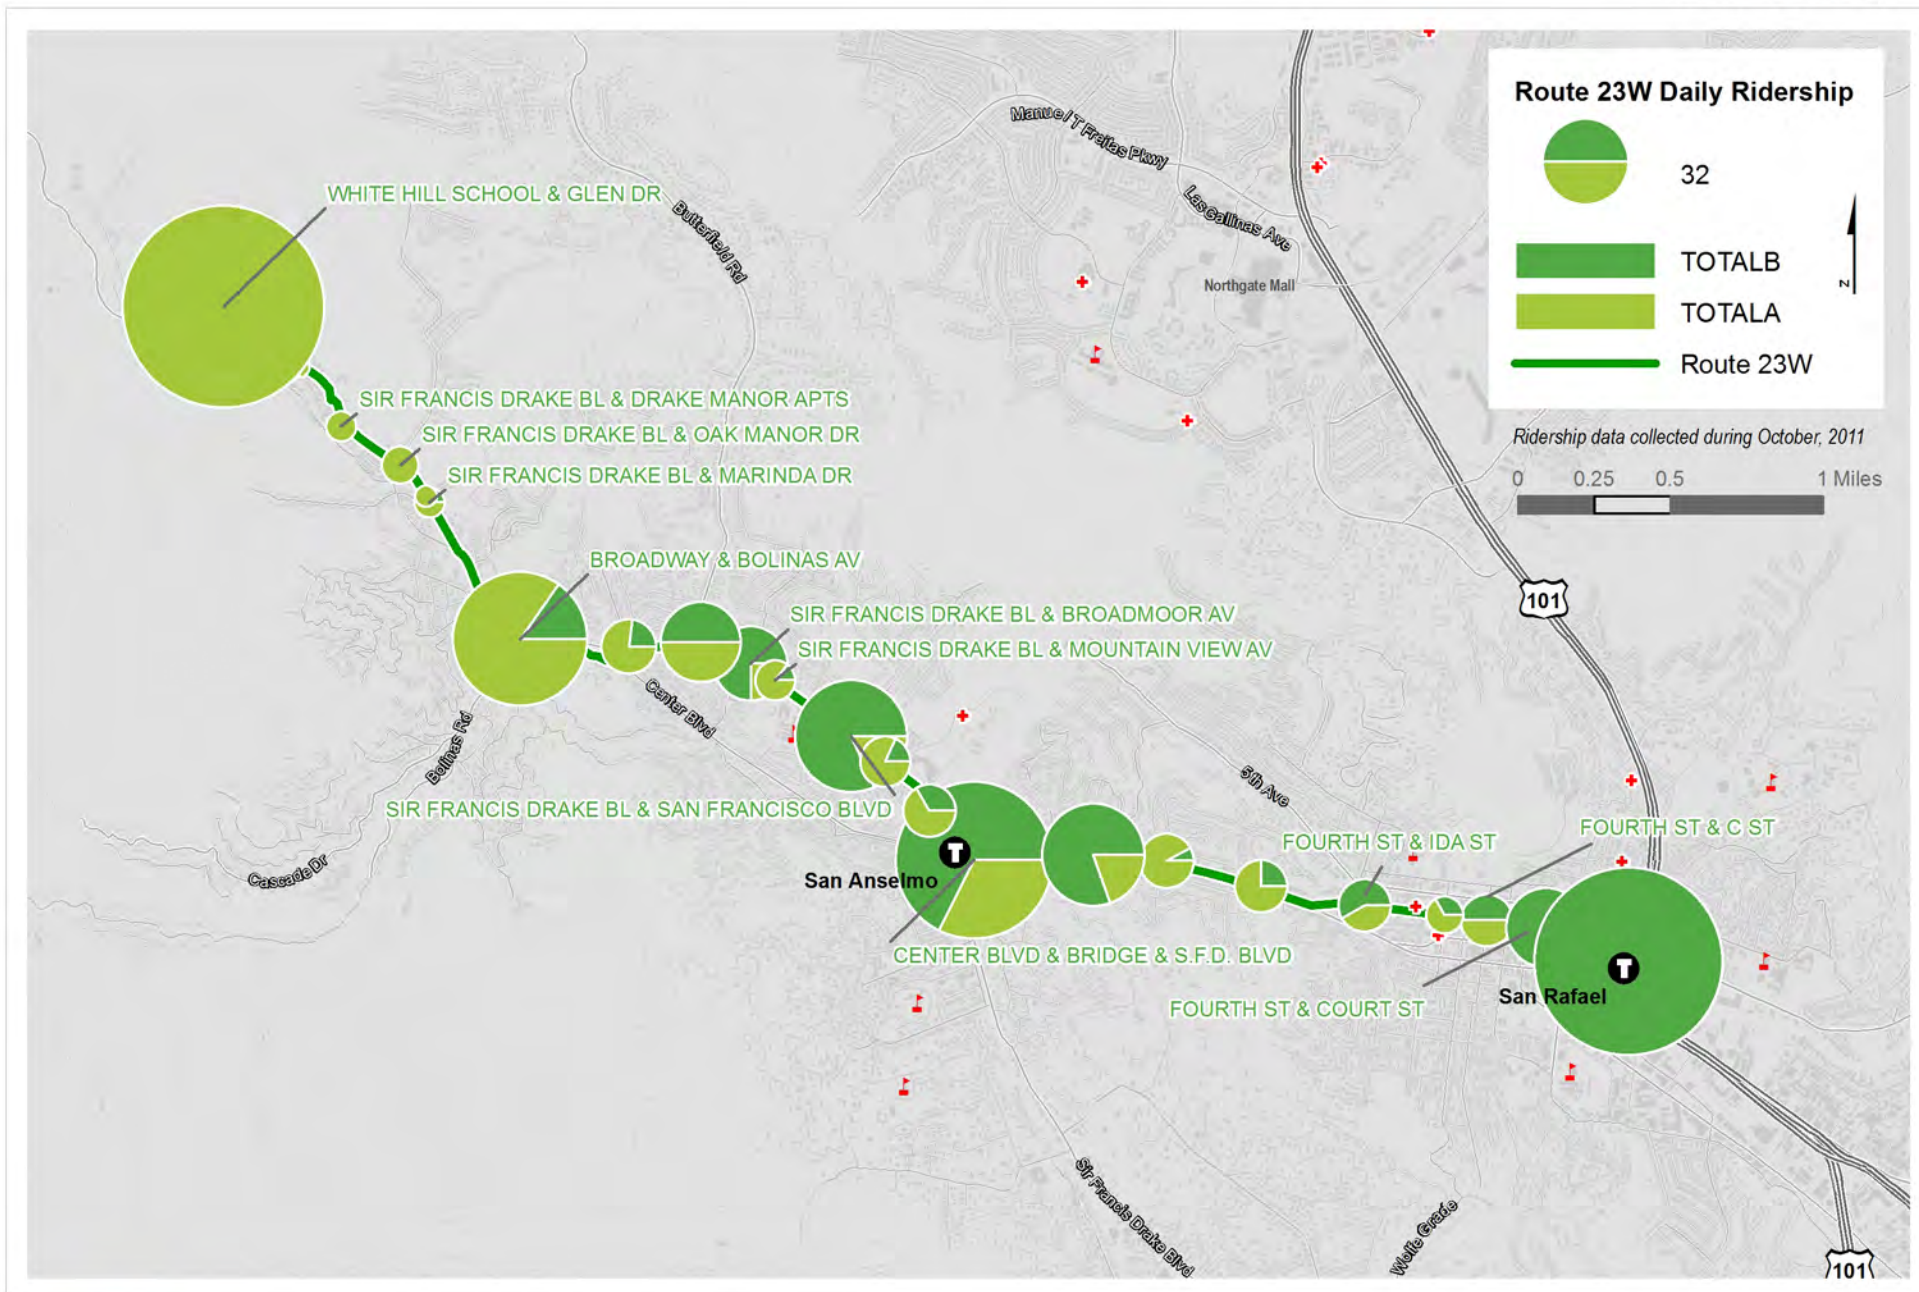 Route 23W Daily Ridership
32
TOTALB
TOTALA
Route 23W
N
Ridership data collected during October, 2011
0 0.25 0.5 1 Miles
Manuel T Freitas Pkwy
Las Gallinas Ave
Northgate Mall
WHITE HILL SCHOOL & GLEN DR
Butterfield Rd
SIR FRANCIS DRAKE BL & DRAKE MANOR APTS
SIR FRANCIS DRAKE BL & OAK MANOR DR
SIR FRANCIS DRAKE BL & MARINDA DR
BROADWAY & BOLINAS AV
101
SIR FRANCIS DRAKE BL & BROADMOOR AV
SIR FRANCIS DRAKE BL & MOUNTAIN VIEW AV
Center Blvd
Bolinas Rd
5th Ave
SIR FRANCIS DRAKE BL & SAN FRANCISCO BLVD
FOURTH ST & C ST
FOURTH ST & IDA ST
T
San Anselmo
Cascade Dr
CENTER BLVD & BRIDGE & S.F.D. BLVD
T
San Rafael
FOURTH ST & COURT ST
Sir Francis Drake Blvd
Wolfe Grade
101